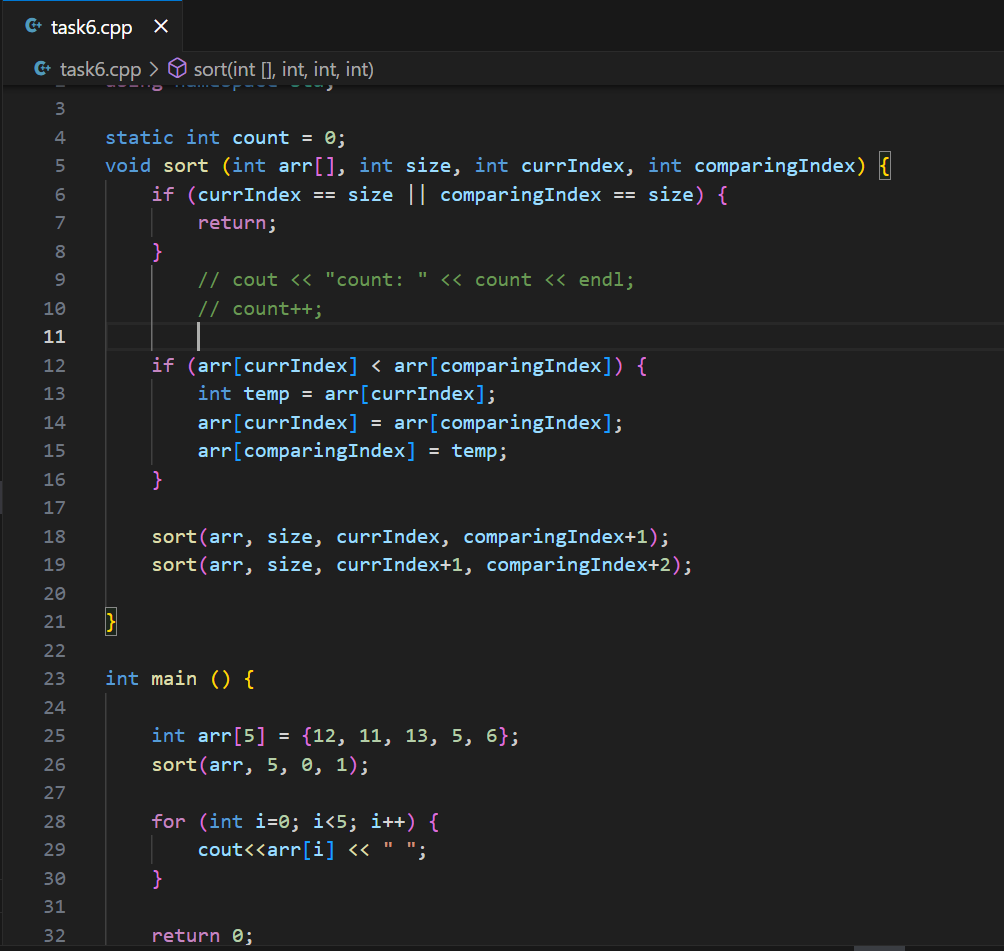 task6.cpp
task6.cpp > sort(int [], int, int, int)
3
4 static int count = 0;
5 void sort (int arr[], int size, int currIndex, int comparingIndex) {
6     if (currIndex == size || comparingIndex == size) {
7         return;
8     }
9         // cout << "count: " << count << endl;
10         // count++;
11
12     if (arr[currIndex] < arr[comparingIndex]) {
13         int temp = arr[currIndex];
14         arr[currIndex] = arr[comparingIndex];
15         arr[comparingIndex] = temp;
16     }
17
18     sort(arr, size, currIndex, comparingIndex+1);
19     sort(arr, size, currIndex+1, comparingIndex+2);
20
21 }
22
23 int main () {
24
25     int arr[5] = {12, 11, 13, 5, 6};
26     sort(arr, 5, 0, 1);
27
28     for (int i=0; i<5; i++) {
29         cout<<arr[i] << " ";
30     }
31
32     return 0;